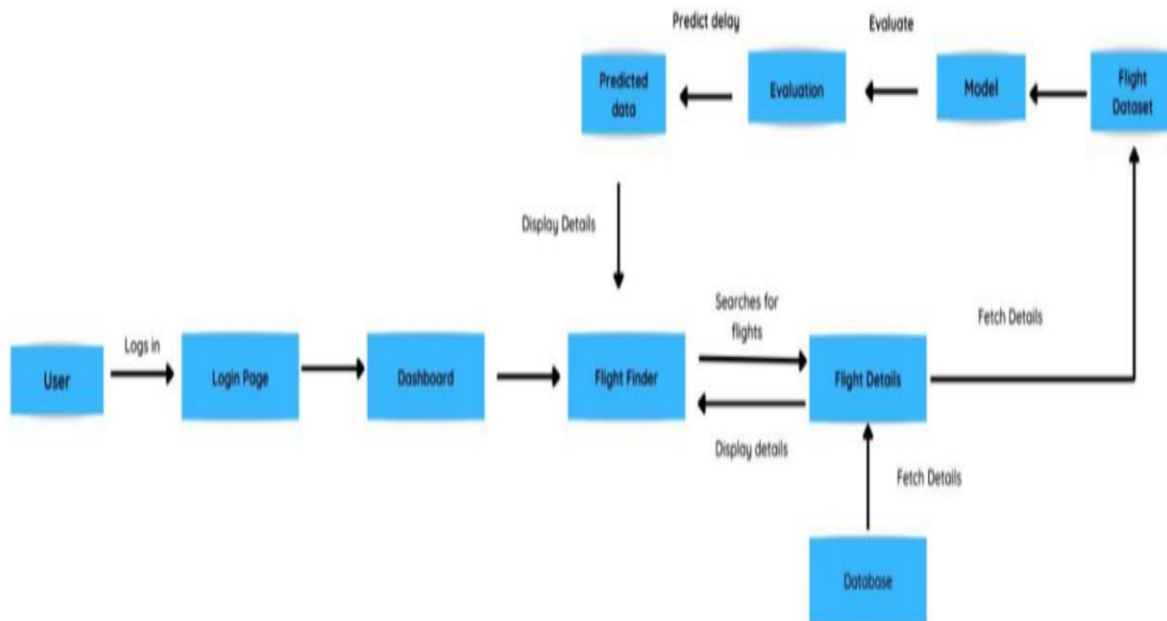 Predict delay
Evaluate
Predicted
data
Evaluation
Model
Flight
Dataset
Display Details
Searches for
flights
Fetch Details
Logs in
User
Login Page
Dashboard
Flight Finder
Flight Details
Display details
Fetch Details
Database